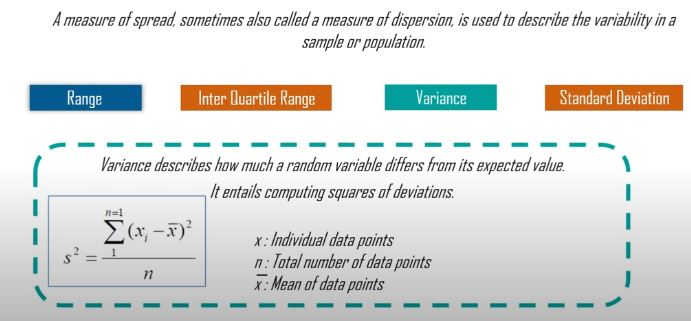 A measure of spread, sometimes also called a measure of dispersion, is used to describe the variability in a
sample or population.
Range
Inter Quartile Range
Variance
Standard Deviation
Variance describes how much a random variable differs from its expected value.
It entails computing squares of deviations.
s² = n=1 ∑ 1 (xᵢ − x̅)² / n
x : Individual data points
n : Total number of data points
x̅ : Mean of data points